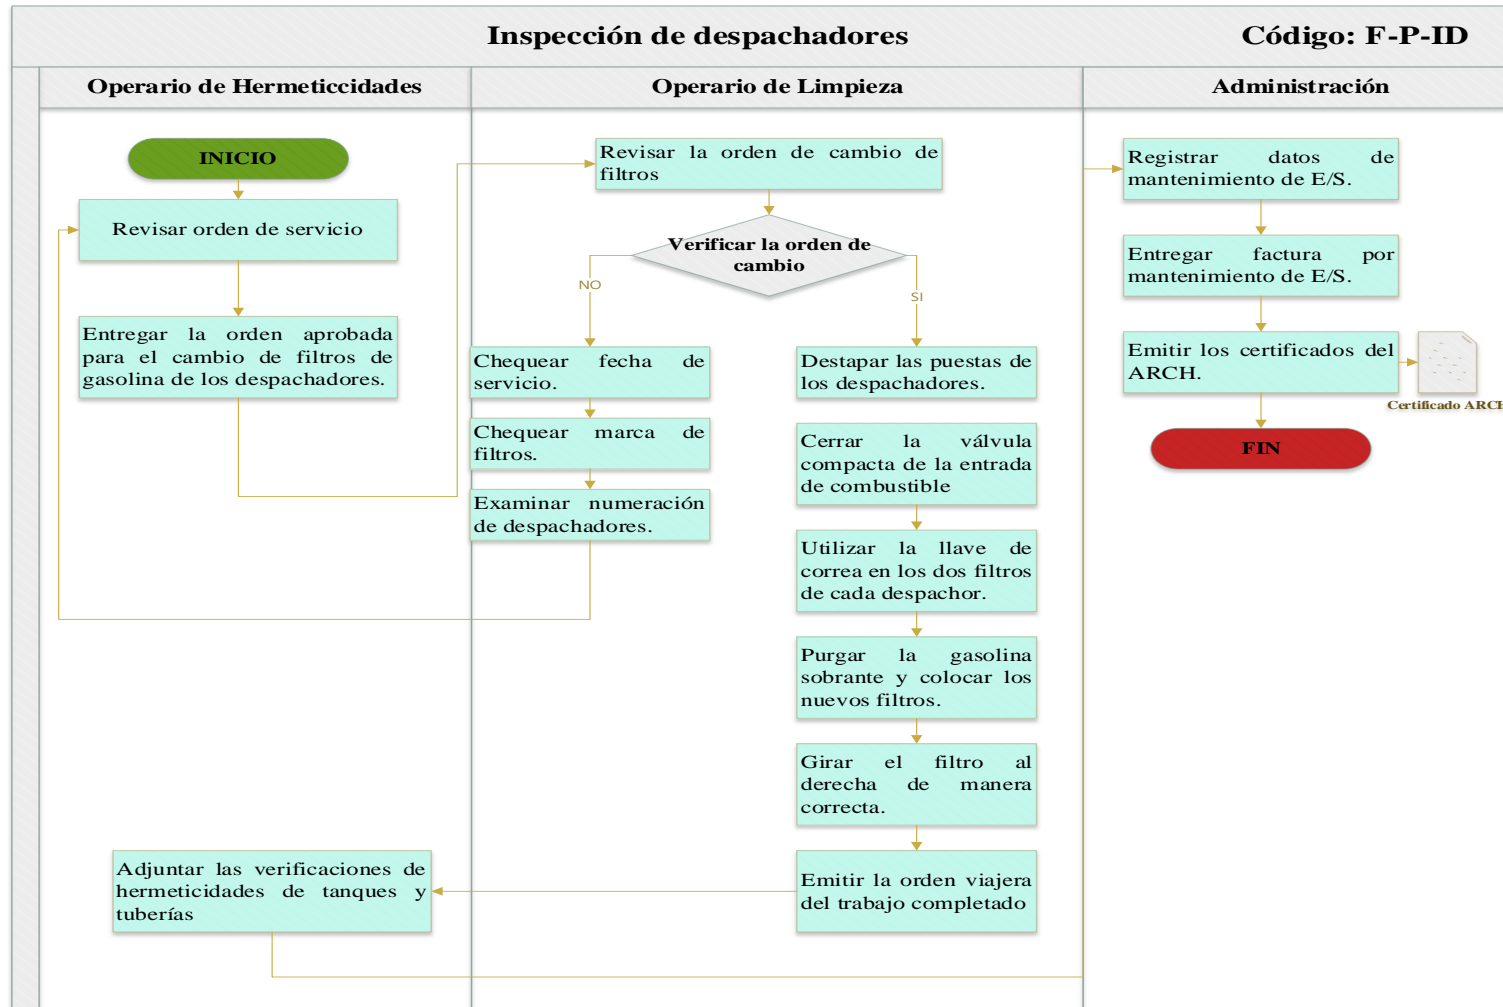 Inspección de despachadores
Código: F-P-ID
Operario de Hermeticcidades
Operario de Limpieza
Administración
INICIO
Revisar orden de servicio
Entregar la orden aprobada
para el cambio de filtros de
gasolina de los despachadores.
Adjuntar las verificaciones de
hermeticidades de tanques y
tuberías
Revisar la orden de cambio de
filtros
Verificar la orden de
cambio
NO
SI
Chequear fecha de
servicio.
Chequear marca de
filtros.
Examinar numeración
de despachadores.
Destapar las puestas de
los despachadores.
Cerrar la válvula
compacta de la entrada
de combustible
Utilizar la llave de
correa en los dos filtros
de cada despachor.
Purgar la gasolina
sobrante y colocar los
nuevos filtros.
Girar el filtro al
derecha de manera
correcta.
Emitir la orden viajera
del trabajo completado
Registrar datos de
mantenimiento de E/S.
Entregar factura por
mantenimiento de E/S.
Emitir los certificados del
ARCH.
Certificado ARCH
FIN